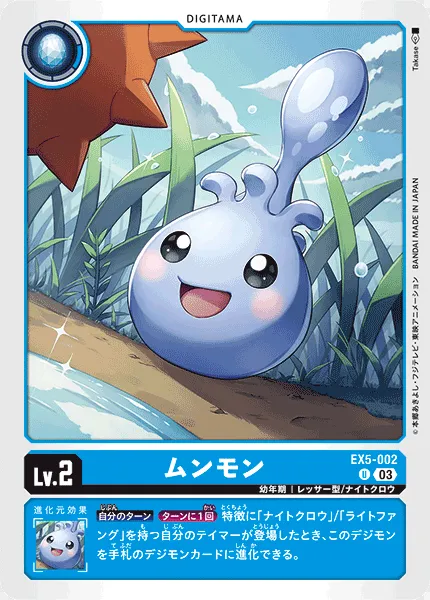 DIGITAMA
Takase
©本郷あきよし・フジテレビ・東映アニメーション BANDAI MADE IN JAPAN
EX5-002
Lv.2
ムンモン
U 03
幼年期 | レッサー型/ナイトクロウ
進化元効果
自分のターン ターンに1回 特徴に「ナイトクロウ」/「ライトファ
ング」を持つ自分のテイマーが登場したとき、このデジモン
を手札のデジモンカードに進化できる。